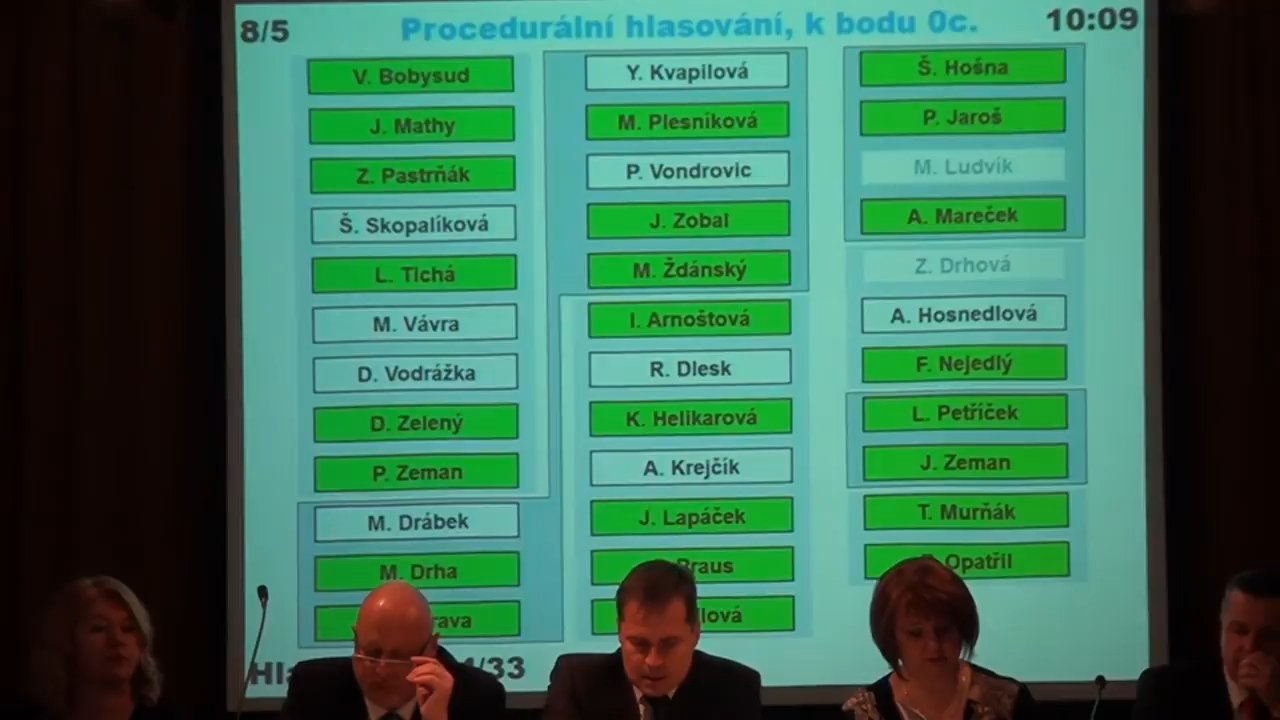 8/5
Procedurální hlasování, k bodu 0c.
10:09
V. Bobysud
J. Mathy
Z. Pastrňák
Š. Skopalíková
L. Tichá
M. Vávra
D. Vodrážka
D. Zelený
P. Zeman
M. Drábek
M. Drha
Y. Kvapilová
M. Plesníková
P. Vondrovic
J. Zobal
M. Ždánský
I. Arnoštová
R. Dlesk
K. Helikarová
A. Krejčík
J. Lapáček
Š. Hošna
P. Jaroš
M. Ludvík
A. Mareček
Z. Drhová
A. Hosnedlová
F. Nejedlý
L. Petříček
J. Zeman
T. Murňák
Opatřil
/33